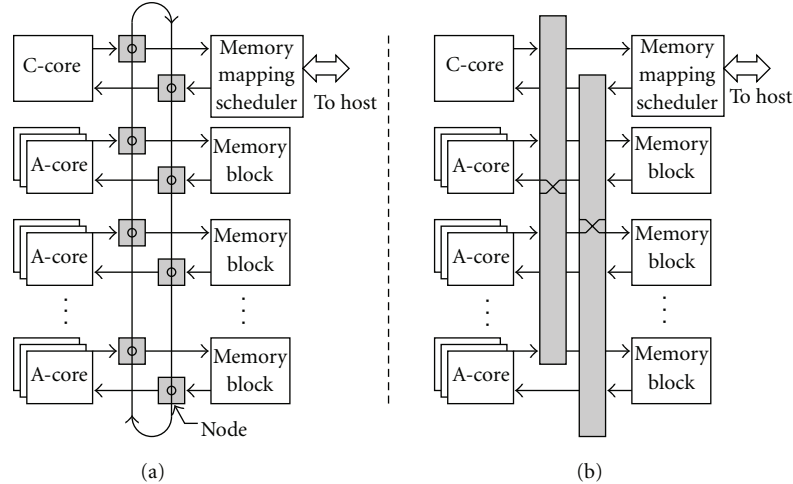 C-core
Memory
mapping
scheduler
To host
A-core
Memory
block
A-core
Memory
block
A-core
Memory
block
Node
(a)
C-core
Memory
mapping
scheduler
To host
A-core
Memory
block
A-core
Memory
block
A-core
Memory
block
(b)